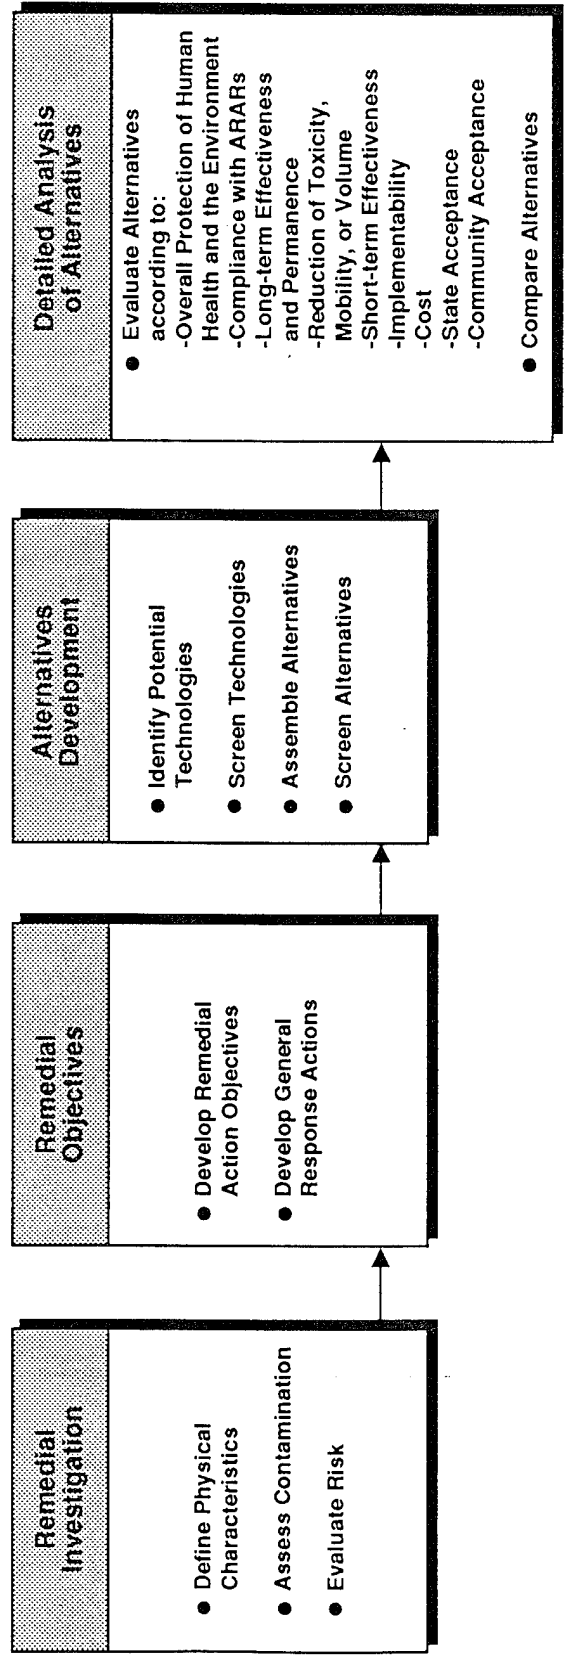 Remedial
Investigation
● Define Physical
Characteristics
● Assess Contamination
● Evaluate Risk
Remedial
Objectives
● Develop Remedial
Action Objectives
● Develop General
Response Actions
Alternatives
Development
● Identify Potential
Technologies
● Screen Technologies
● Assemble Alternatives
● Screen Alternatives
Detailed Analysis
of Alternatives
● Evaluate Alternatives
according to:
-Overall Protection of Human
Health and the Environment
-Compliance with ARARs
-Long-term Effectiveness
and Permanence
-Reduction of Toxicity,
Mobility, or Volume
-Short-term Effectiveness
-Implementability
-Cost
-State Acceptance
-Community Acceptance
● Compare Alternatives